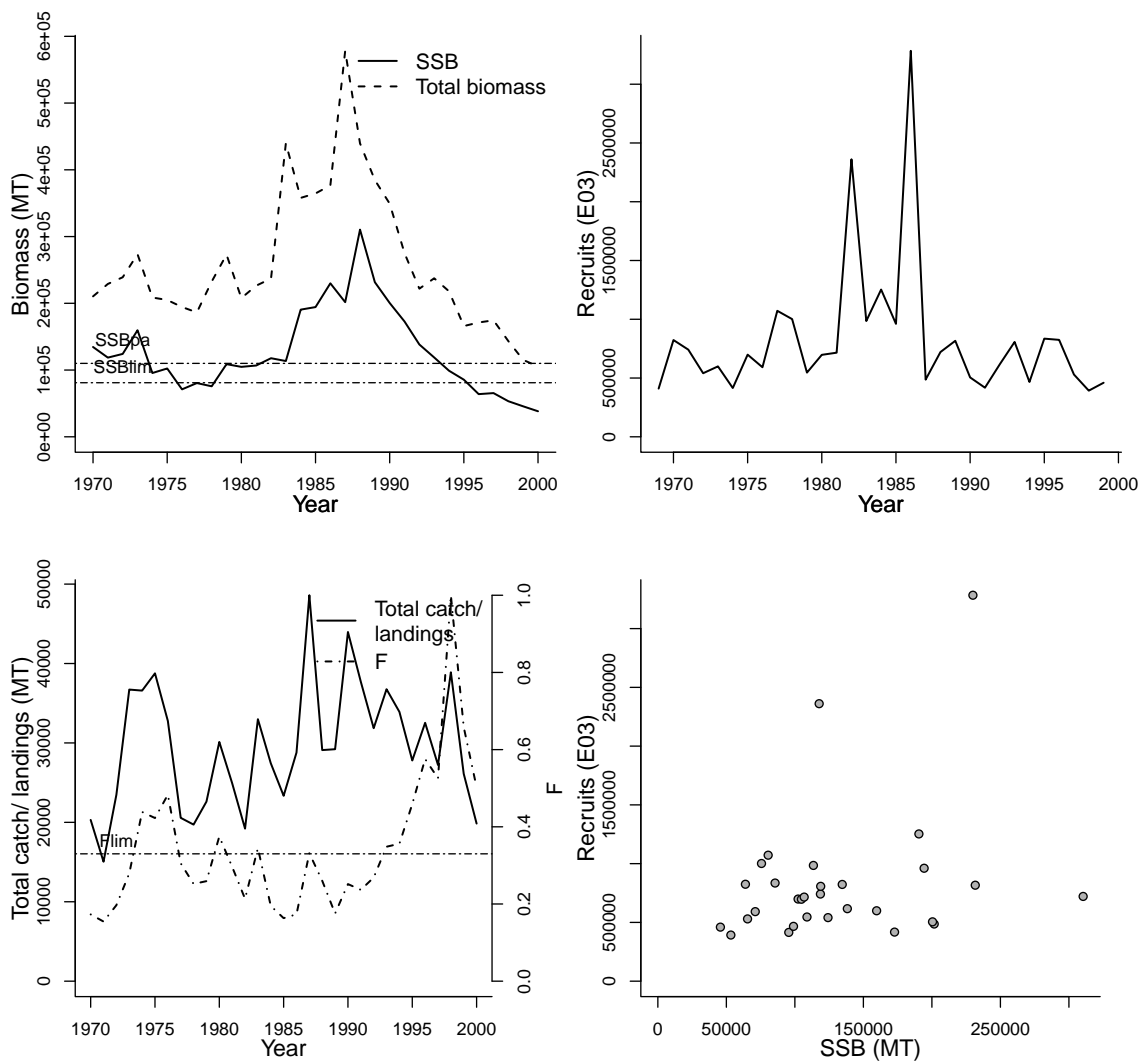 Biomass (MT)
6e+05
5e+05
4e+05
3e+05
2e+05
1e+05
0e+00
SSB
Total biomass
SSBpa
SSBlim
1970 1975 1980 1985 1990 1995 2000
Year
Recruits (E03)
2500000
1500000
500000
0
1970 1975 1980 1985 1990 1995 2000
Year
Total catch/ landings (MT)
50000
40000
30000
20000
10000
0
Total catch/
landings
F
Flim
1.0
0.8
0.6
0.4
0.2
0.0
F
1970 1975 1980 1985 1990 1995 2000
Year
Recruits (E03)
2500000
1500000
500000
0
0 50000 150000 250000
SSB (MT)